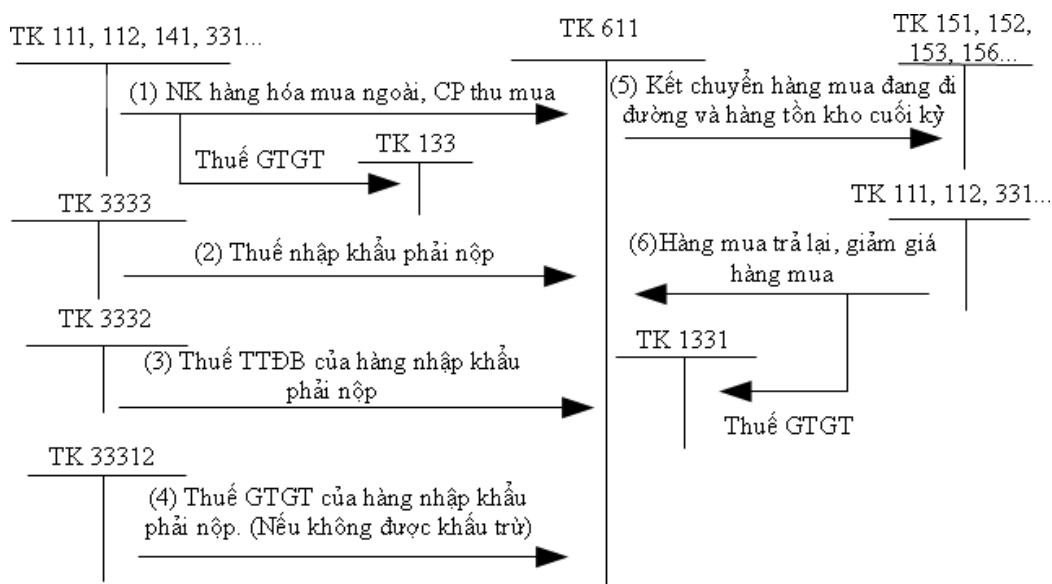 TK 111, 112, 141, 331...
TK 611
TK 151, 152,
153, 156...
(1) NK hàng hóa mua ngoài, CP thu mua
(5) Kết chuyển hàng mua đang đi
đường và hàng tồn kho cuối kỳ
Thuế GTGT
TK 133
TK 3333
TK 111, 112, 331...
(2) Thuế nhập khẩu phải nộp
(6)Hàng mua trả lại, giảm giá
hàng mua
TK 3332
TK 1331
(3) Thuế TTĐB của hàng nhập khẩu
phải nộp
Thuế GTGT
TK 33312
(4) Thuế GTGT của hàng nhập khẩu
phải nộp. (Nếu không được khấu trừ)